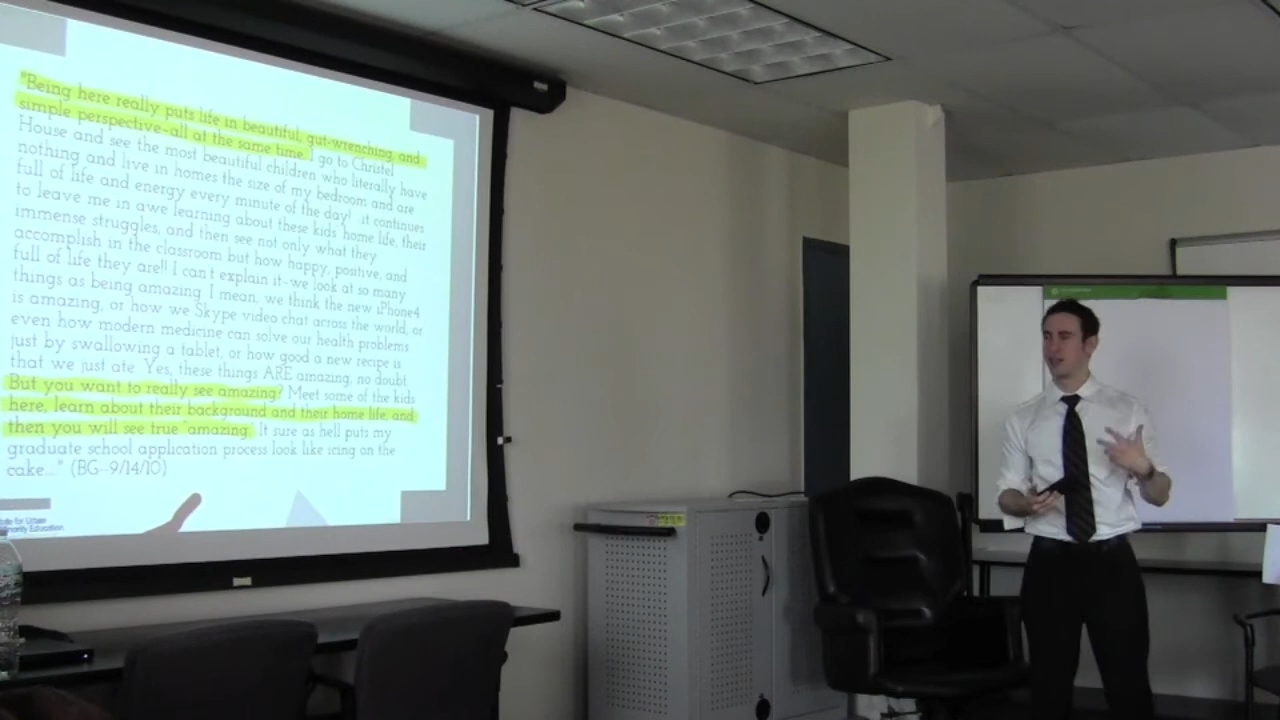 "Being here really puts life in beautiful, gut-wrenching, and
simple perspective-all at the same time. I go to Christel
House and see the most beautiful children who literally have
nothing and live in homes the size of my bedroom and are
full of life and energy every minute of the day! ..it continues
to leave me in awe learning about these kids' home life, their
immense struggles, and then see not only what they
accomplish in the classroom but how happy, positive, and
full of life they are!! I can't explain it-we look at so many
things as being amazing. I mean, we think the new iPhone4
is amazing, or how we Skype video chat across the world, or
even how modern medicine can solve our health problems
just by swallowing a tablet, or how good a new recipe is
that we just ate. Yes, these things ARE amazing, no doubt.
But you want to really see amazing? Meet some of the kids
here, learn about their background and their home life, and
then you will see true "amazing." It sure as hell puts my
graduate school application process look like icing on the
cake..." (BG--9/14/10)
for Urban
Minority Education